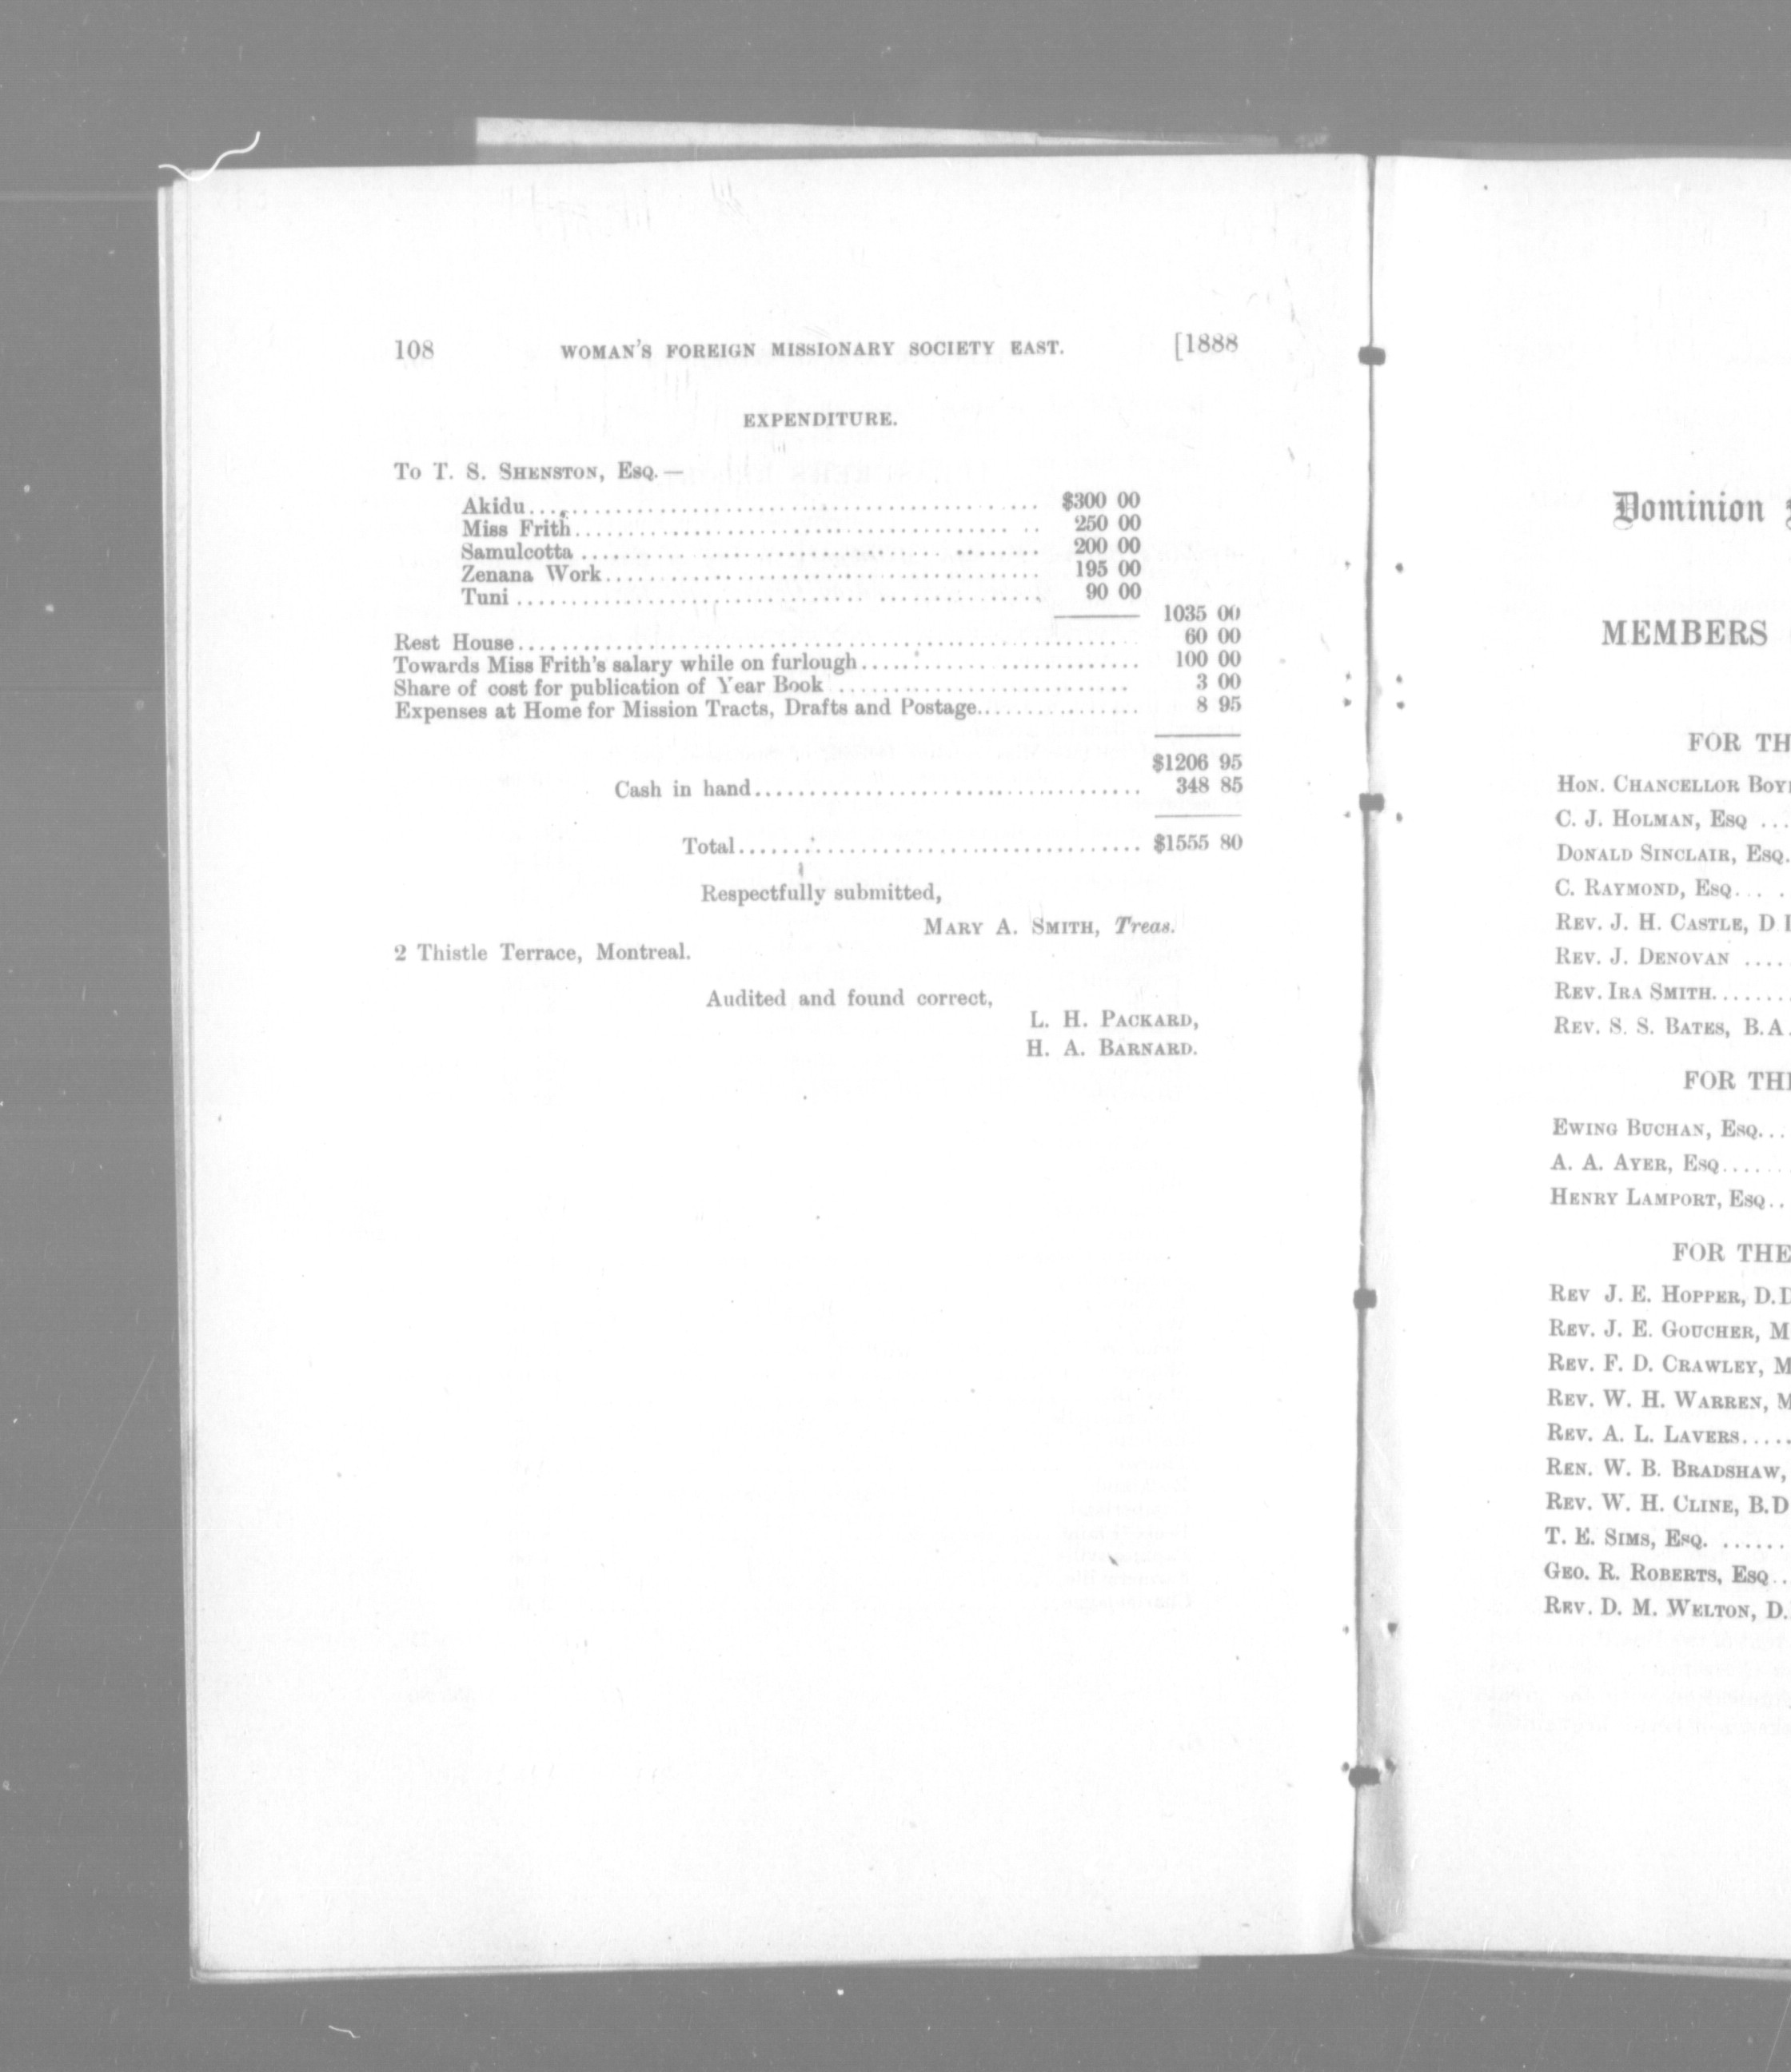 108 WOMAN'S FOREIGN MISSIONARY SOCIETY EAST. [1888
EXPENDITURE.
To T. S. SHENSTON, ESQ.—
Akidu.................................................... $300 00
Miss Frith.............................................. 250 00
Samulcotta .............................................. 200 00
Zenana Work.............................................. 195 00
Tuni .................................................... 90 00
1035 00
Rest House.................................................... 60 00
Towards Miss Frith's salary while on furlough............................. 100 00
Share of cost for publication of Year Book ............................... 3 00
Expenses at Home for Mission Tracts, Drafts and Postage................ 8 95
$1206 95
Cash in hand.................................... 348 85
Total.................................... $1555 80
Respectfully submitted,
MARY A. SMITH, Treas.
2 Thistle Terrace, Montreal.
Audited and found correct,
L. H. PACKARD,
H. A. BARNARD.
Dominion
MEMBERS
FOR TH
HON. CHANCELLOR BOY
C. J. HOLMAN, ESQ ...
DONALD SINCLAIR, ESQ.
C. RAYMOND, ESQ... .
REV. J. H. CASTLE, D
REV. J. DENOVAN ....
REV. IRA SMITH.......
REV. S. S. BATES, B.A.
FOR THE
EWING BUCHAN, ESQ...
A. A. AYER, ESQ.....
HENRY LAMPORT, ESQ..
FOR THE
REV J. E. HOPPER, D.D
REV. J. E. GOUCHER, M
REV. F. D. CRAWLEY, M
REV. W. H. WARREN, M
REV. A. L. LAVERS.....
REN. W. B. BRADSHAW,
REV. W. H. CLINE, B.D
T. E. SIMS, ESQ. ......
GEO. R. ROBERTS, ESQ..
REV. D. M. WELTON, D.